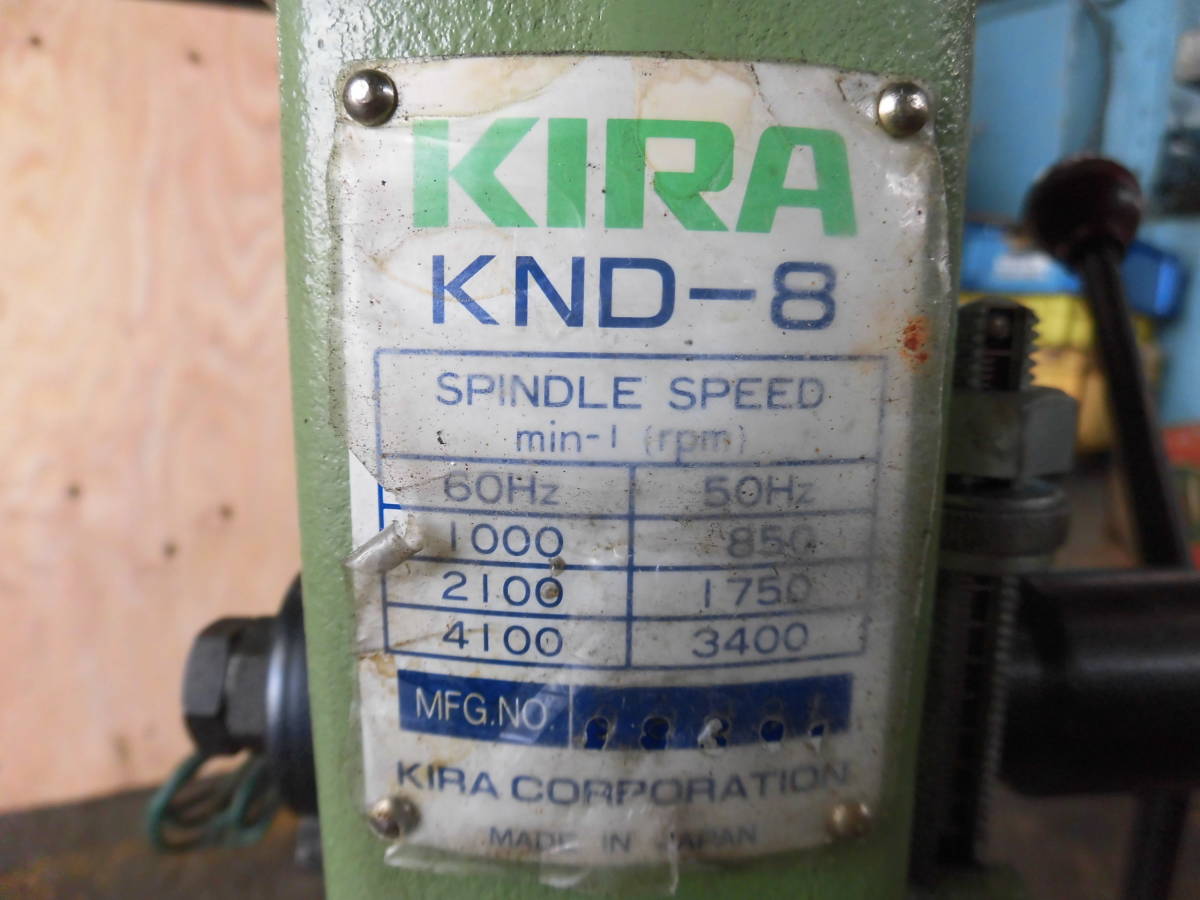 KIRA
KND-8
SPINDLE SPEED
min-1 (rpm)
60Hz 50Hz
1000 850
2100 1750
4100 3400
MFG.NO
KIRA CORPORATION
MADE IN JAPAN